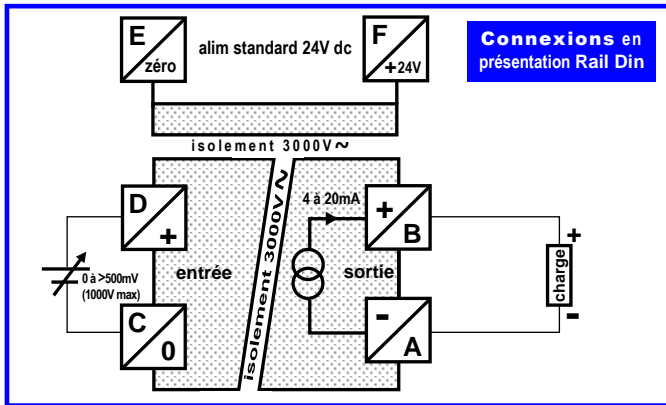 E
zéro
alim standard 24V dc
F
+24V
Connexions en
présentation Rail Din
isolement 3000V ~
D
+
0 à >500mV
(1000V max)
C
0
entrée
isolement 3000V ~
4 à 20mA
sortie
+
B
-
A
+
charge
-